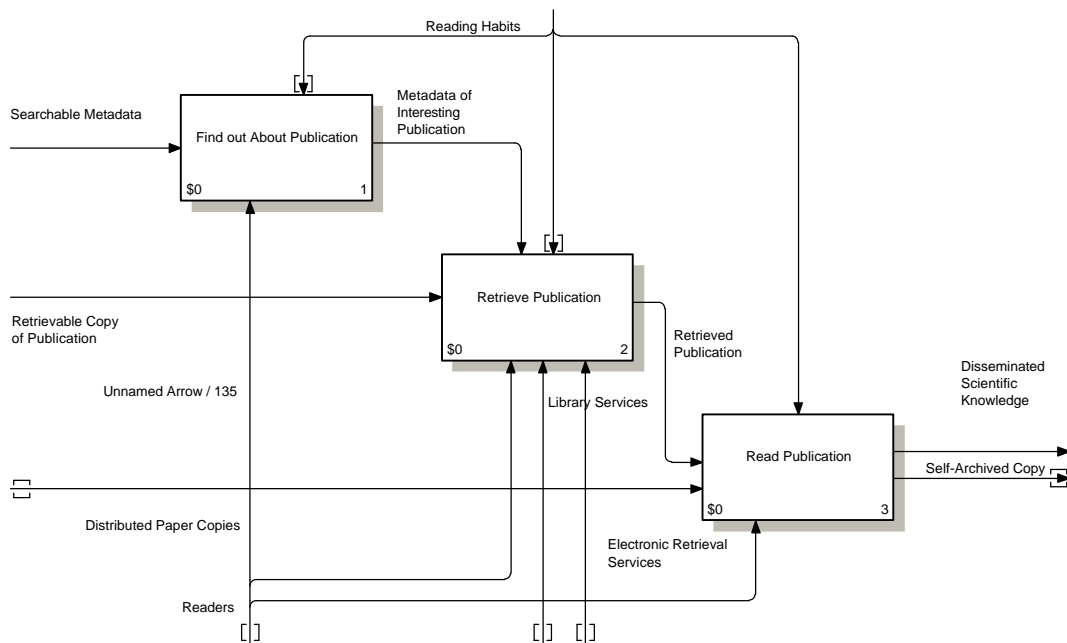 Reading Habits
Searchable Metadata
Metadata of
Interesting
Publication
Find out About Publication
$0
1
Retrieve Publication
$0
2
Retrievable Copy
of Publication
Retrieved
Publication
Unnamed Arrow / 135
Library Services
Disseminated
Scientific
Knowledge
Read Publication
$0
3
Self-Archived Copy
Distributed Paper Copies
Electronic Retrieval
Services
Readers